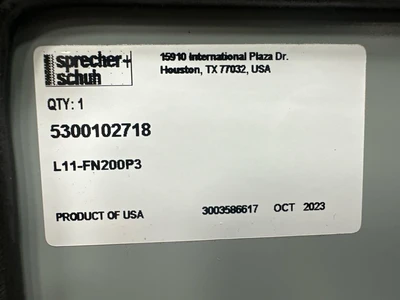 sprecher+
schuh
15910 International Plaza Dr.
Houston, TX 77032, USA
QTY: 1
5300102718
L11-FN200P3
PRODUCT OF USA 3003586617 OCT 2023